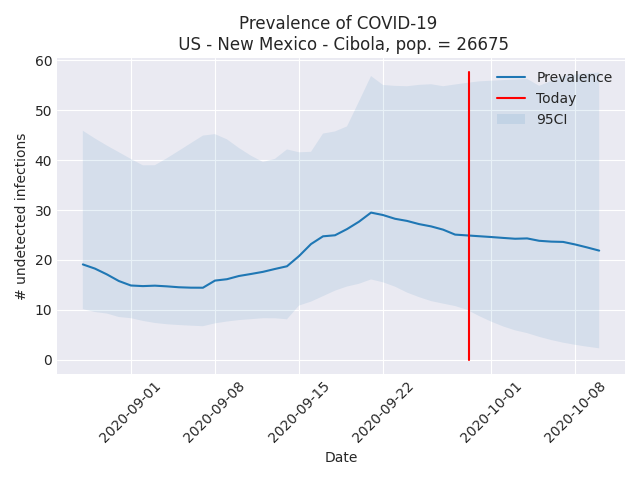 Prevalence of COVID-19
US - New Mexico - Cibola, pop. = 26675
# undetected infections
60
50
40
30
20
10
0
Prevalence
Today
95CI
2020-09-01
2020-09-08
2020-09-15
2020-09-22
2020-10-01
2020-10-08
Date